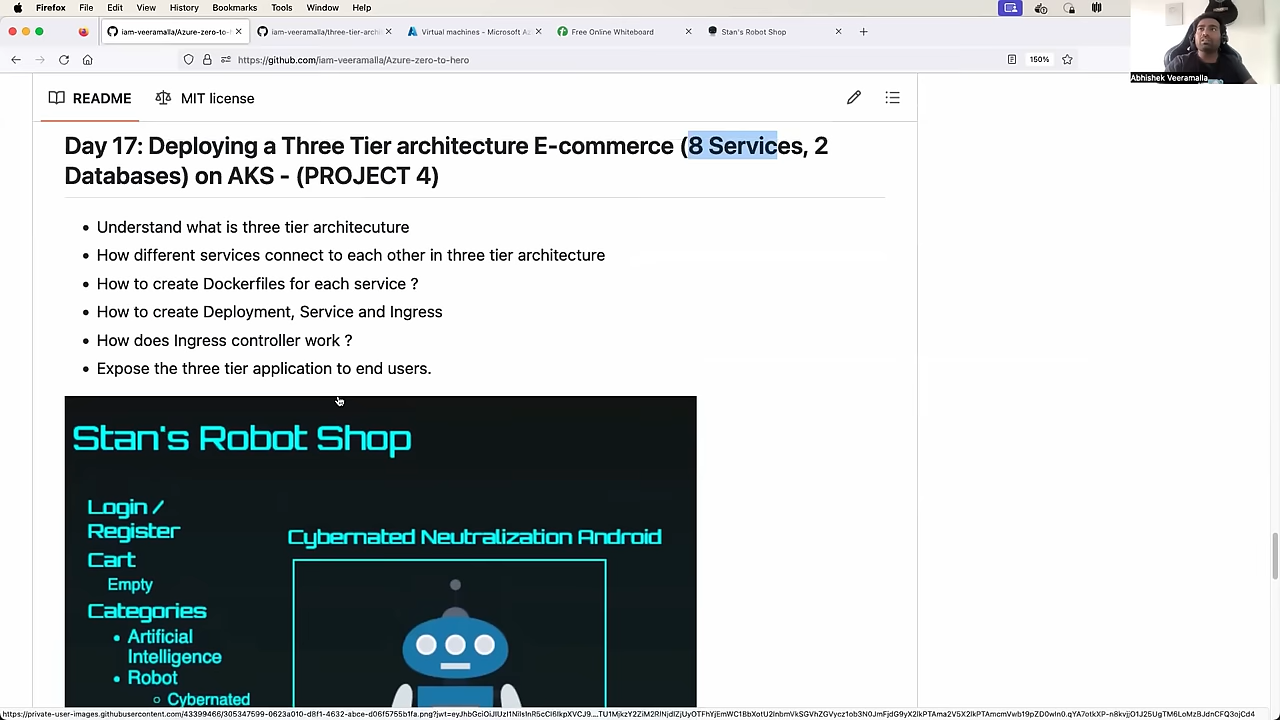 Firefox File Edit View History Bookmarks Tools Window Help
iam-veeramalla/Azure-zero-to-
iam-veeramalla/three-tier-arch
Virtual machines - Microsoft Az
Free Online Whiteboard
Stan's Robot Shop
https://github.com/iam-veeramalla/Azure-zero-to-hero
150%
Abhishek Veeramalla
README
MIT license
Day 17: Deploying a Three Tier architecture E-commerce (8 Services, 2
Databases) on AKS - (PROJECT 4)
• Understand what is three tier architecuture
• How different services connect to each other in three tier architecture
• How to create Dockerfiles for each service ?
• How to create Deployment, Service and Ingress
• How does Ingress controller work ?
• Expose the three tier application to end users.
Stan's Robot Shop
Login /
Register
Cart
Empty
Categories
Artificial
Intelligence
Robot
Cybernated
Cybernated Neutralization Android